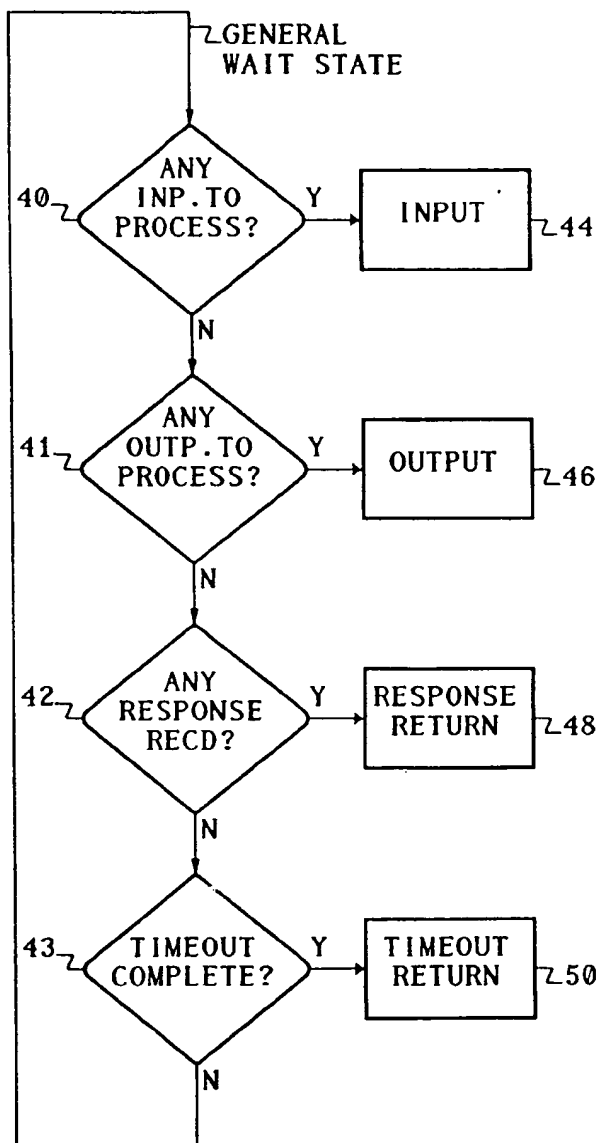 GENERAL
WAIT STATE
40
ANY
INP.TO
PROCESS?
Y
INPUT
44
N
41
ANY
OUTP.TO
PROCESS?
Y
OUTPUT
46
N
42
ANY
RESPONSE
RECD?
Y
RESPONSE
RETURN
48
N
43
TIMEOUT
COMPLETE?
Y
TIMEOUT
RETURN
50
N